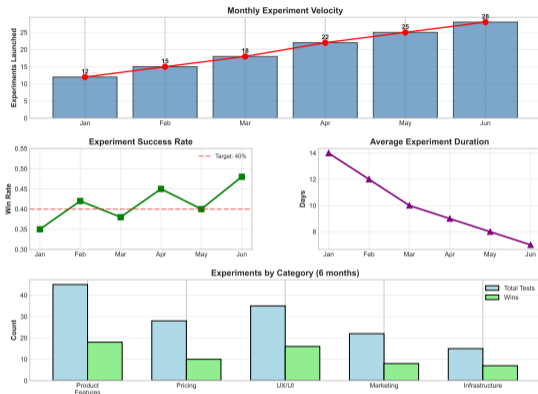 Monthly Experiment Velocity
Experiments Launched
25
20
15
10
5
0
12
15
18
22
25
28
Jan Feb Mar Apr May Jun
Experiment Success Rate
Win Rate
0.55
0.50
0.45
0.40
0.35
0.30
Target: 40%
Jan Feb Mar Apr May Jun
Average Experiment Duration
Days
14
12
10
8
Jan Feb Mar Apr May Jun
Experiments by Category (6 months)
Count
40
30
20
10
0
Total Tests
Wins
Product
Features
Pricing
UX/UI
Marketing
Infrastructure